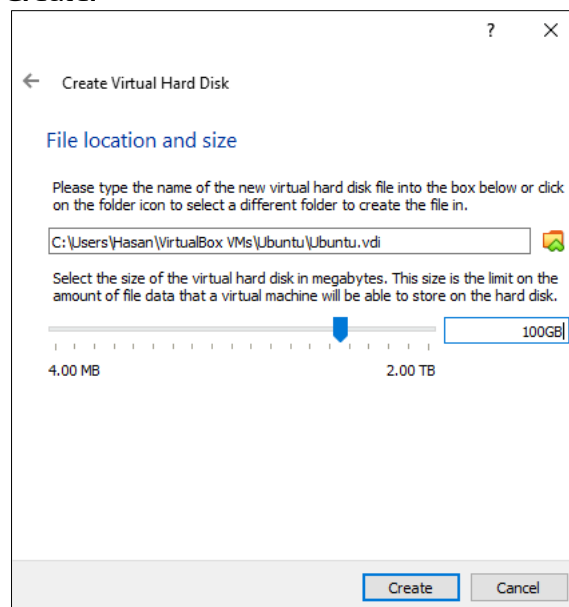 ?
Create Virtual Hard Disk
File location and size
Please type the name of the new virtual hard disk file into the box below or click
on the folder icon to select a different folder to create the file in.
C:\Users\Hasan\VirtualBox VMs\Ubuntu\Ubuntu.vdi
Select the size of the virtual hard disk in megabytes. This size is the limit on the
amount of file data that a virtual machine will be able to store on the hard disk.
100GB
4.00 MB 2.00 TB
Create Cancel